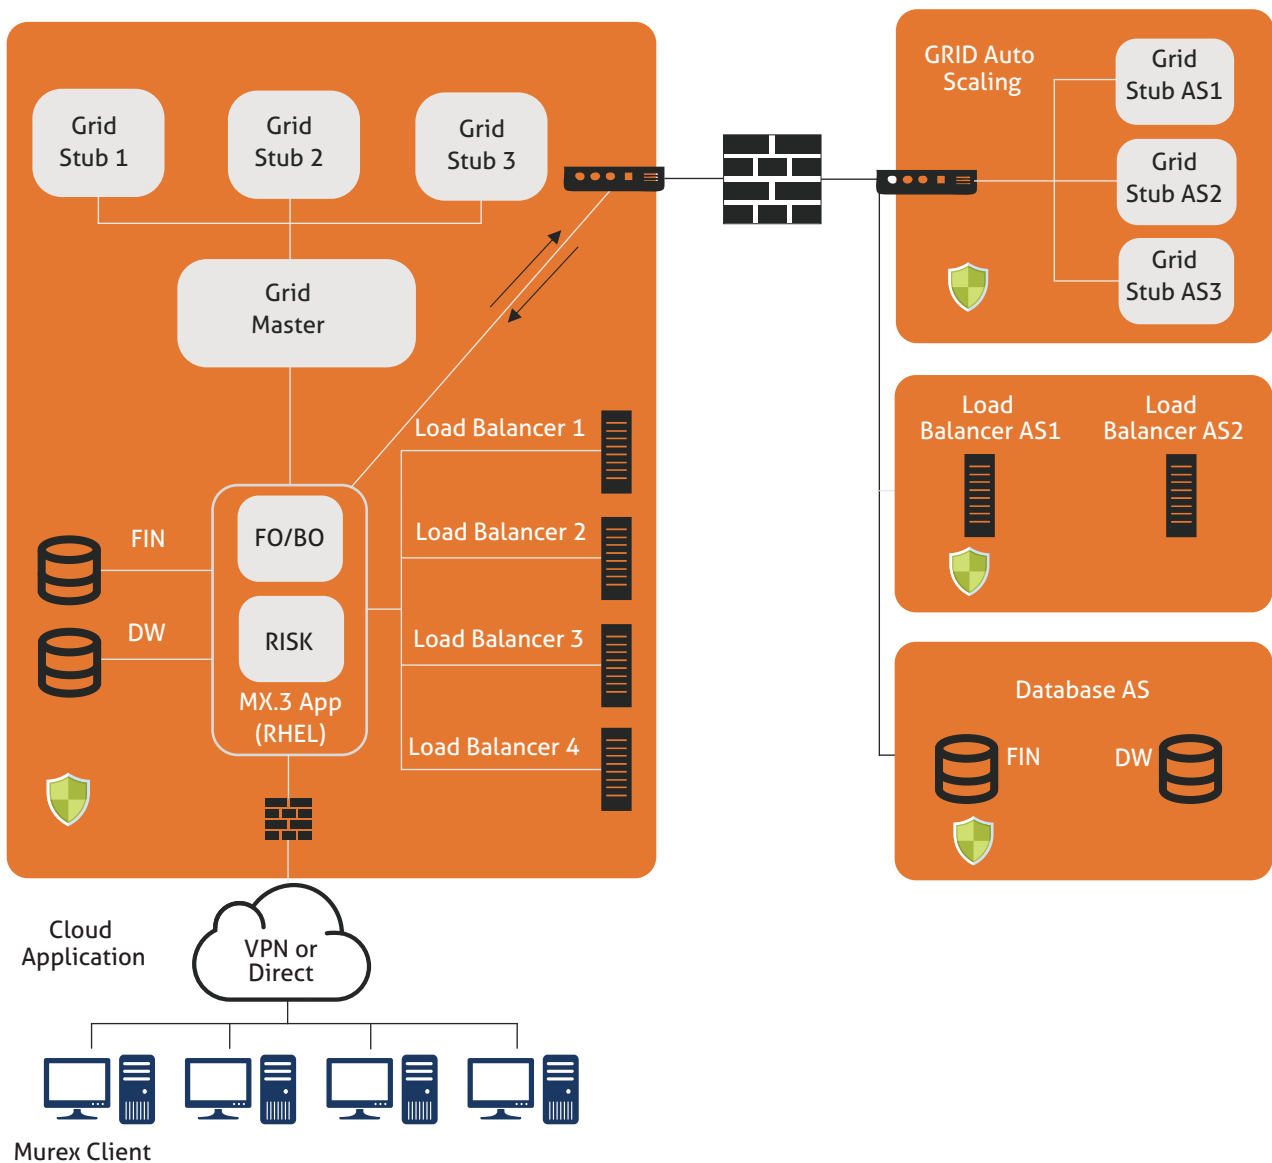 Grid
Stub 1
Grid
Stub 2
Grid
Stub 3
Grid
Master
Load Balancer 1
Load Balancer 2
Load Balancer 3
Load Balancer 4
FIN
DW
FO/BO
RISK
MX.3 App
(RHEL)
GRID Auto
Scaling
Grid
Stub AS1
Grid
Stub AS2
Grid
Stub AS3
Load
Balancer AS1
Load
Balancer AS2
Database AS
FIN
DW
Cloud
Application
VPN or
Direct
Murex Client